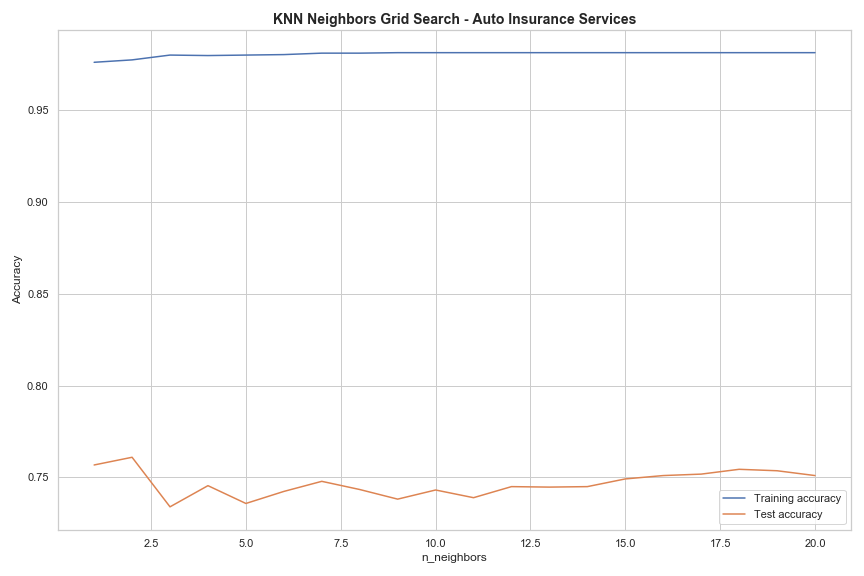 KNN Neighbors Grid Search - Auto Insurance Services
Accuracy
0.95
0.90
0.85
0.80
0.75
2.5 5.0 7.5 10.0 12.5 15.0 17.5 20.0
n_neighbors
Training accuracy
Test accuracy